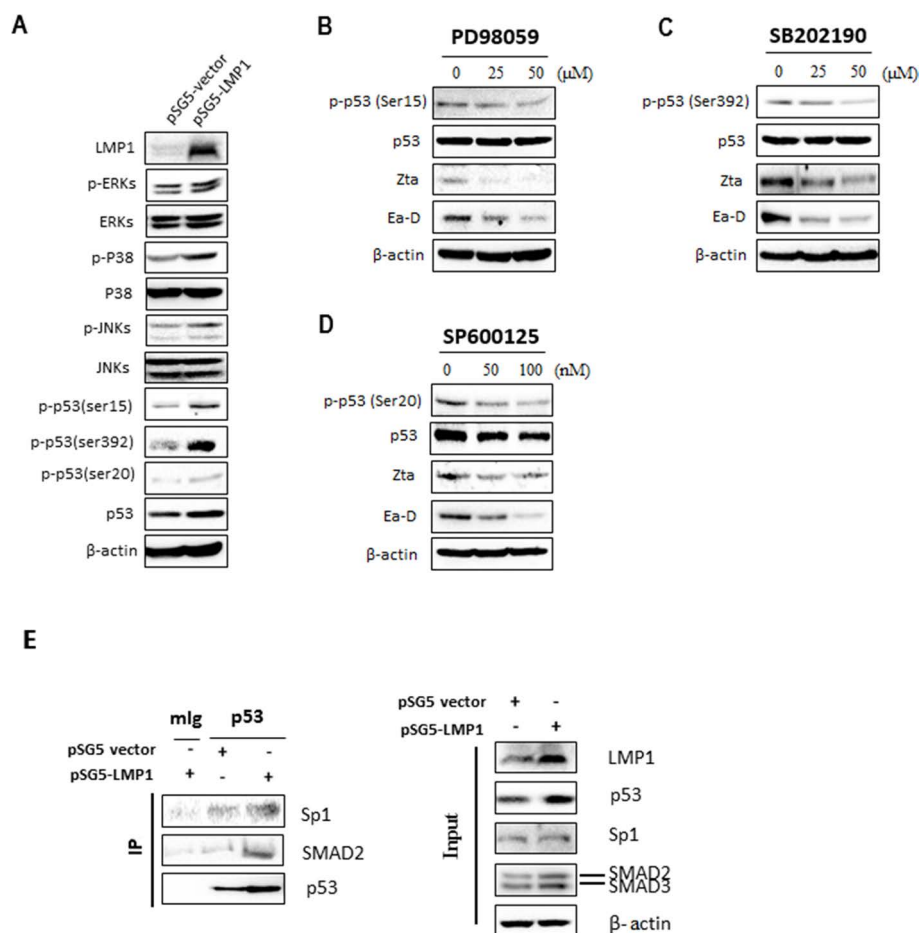 A
pSG5-vector
pSG5-LMP1
LMP1
p-ERKs
ERKs
p-P38
P38
p-JNKs
JNKs
p-p53(ser15)
p-p53(ser392)
p-p53(ser20)
p53
β-actin
B
PD98059
0 25 50 (μM)
p-p53 (Ser15)
p53
Zta
Ea-D
β-actin
C
SB202190
0 25 50 (μM)
p-p53 (Ser392)
p53
Zta
Ea-D
β-actin
D
SP600125
0 50 100 (nM)
p-p53 (Ser20)
p53
Zta
Ea-D
β-actin
E
mIg p53
pSG5 vector - + -
pSG5-LMP1 + - +
IP
Sp1
SMAD2
p53
pSG5 vector + -
pSG5-LMP1 - +
Input
LMP1
p53
Sp1
SMAD2
SMAD3
β- actin